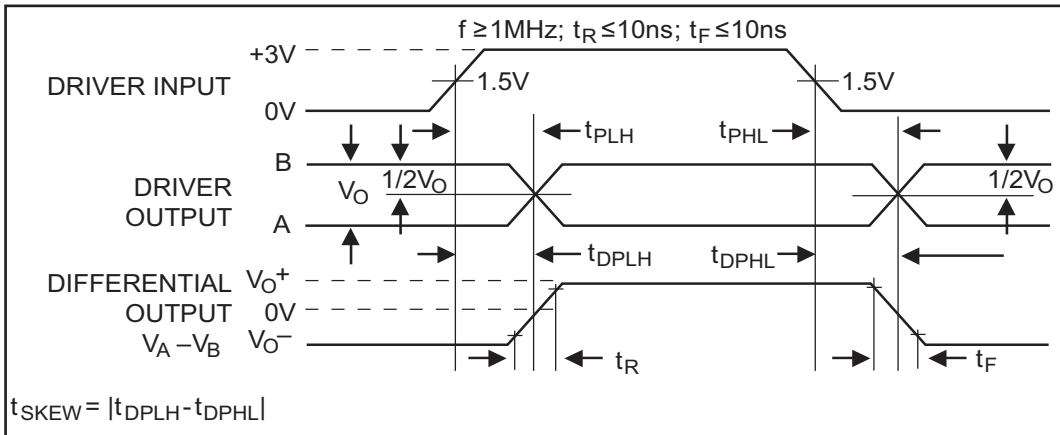 f ≥1MHz; tR ≤10ns; tF ≤10ns
+3V
DRIVER INPUT
1.5V
1.5V
0V
tPLH
tPHL
B
DRIVER
OUTPUT
VO
1/2VO
1/2VO
A
tDPLH
tDPHL
DIFFERENTIAL
OUTPUT
VA –VB
VO+
0V
VO–
tR
tF
tSKEW = |tDPLH - tDPHL|